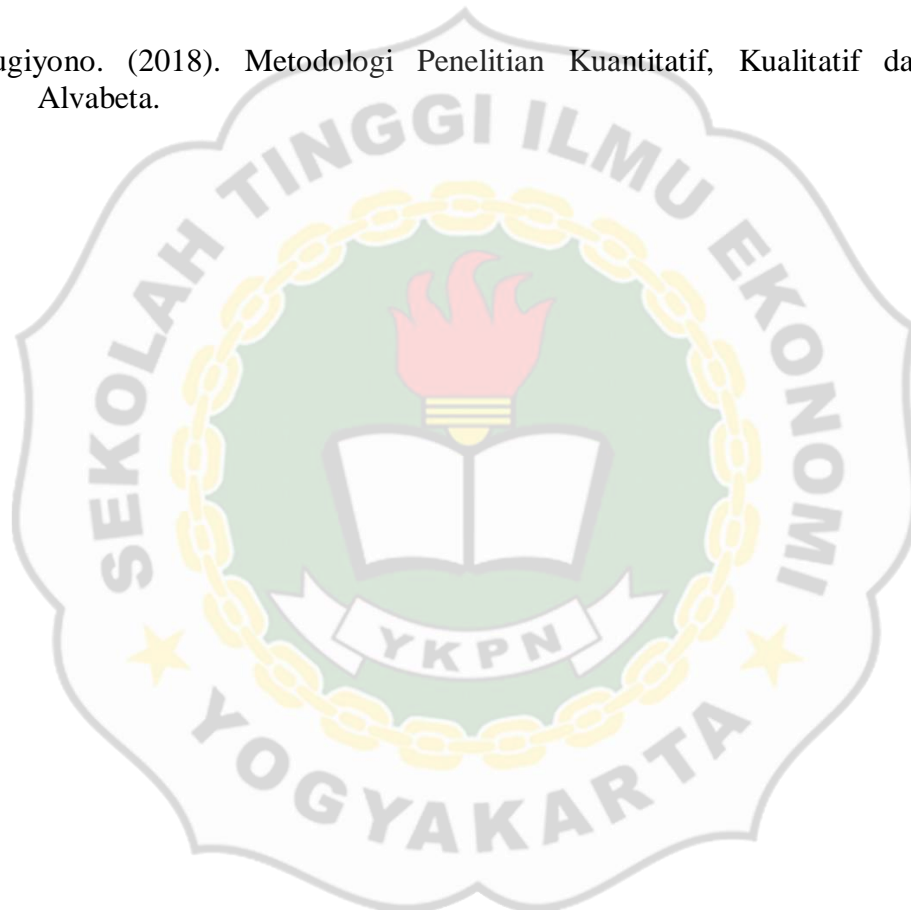 ugiyono. (2018). Metodologi Penelitian Kuantitatif, Kualitatif da
Alvabeta.
SEKOLAH TINGGI ILMU EKONOMI
YKPN
YOGYAKARTA